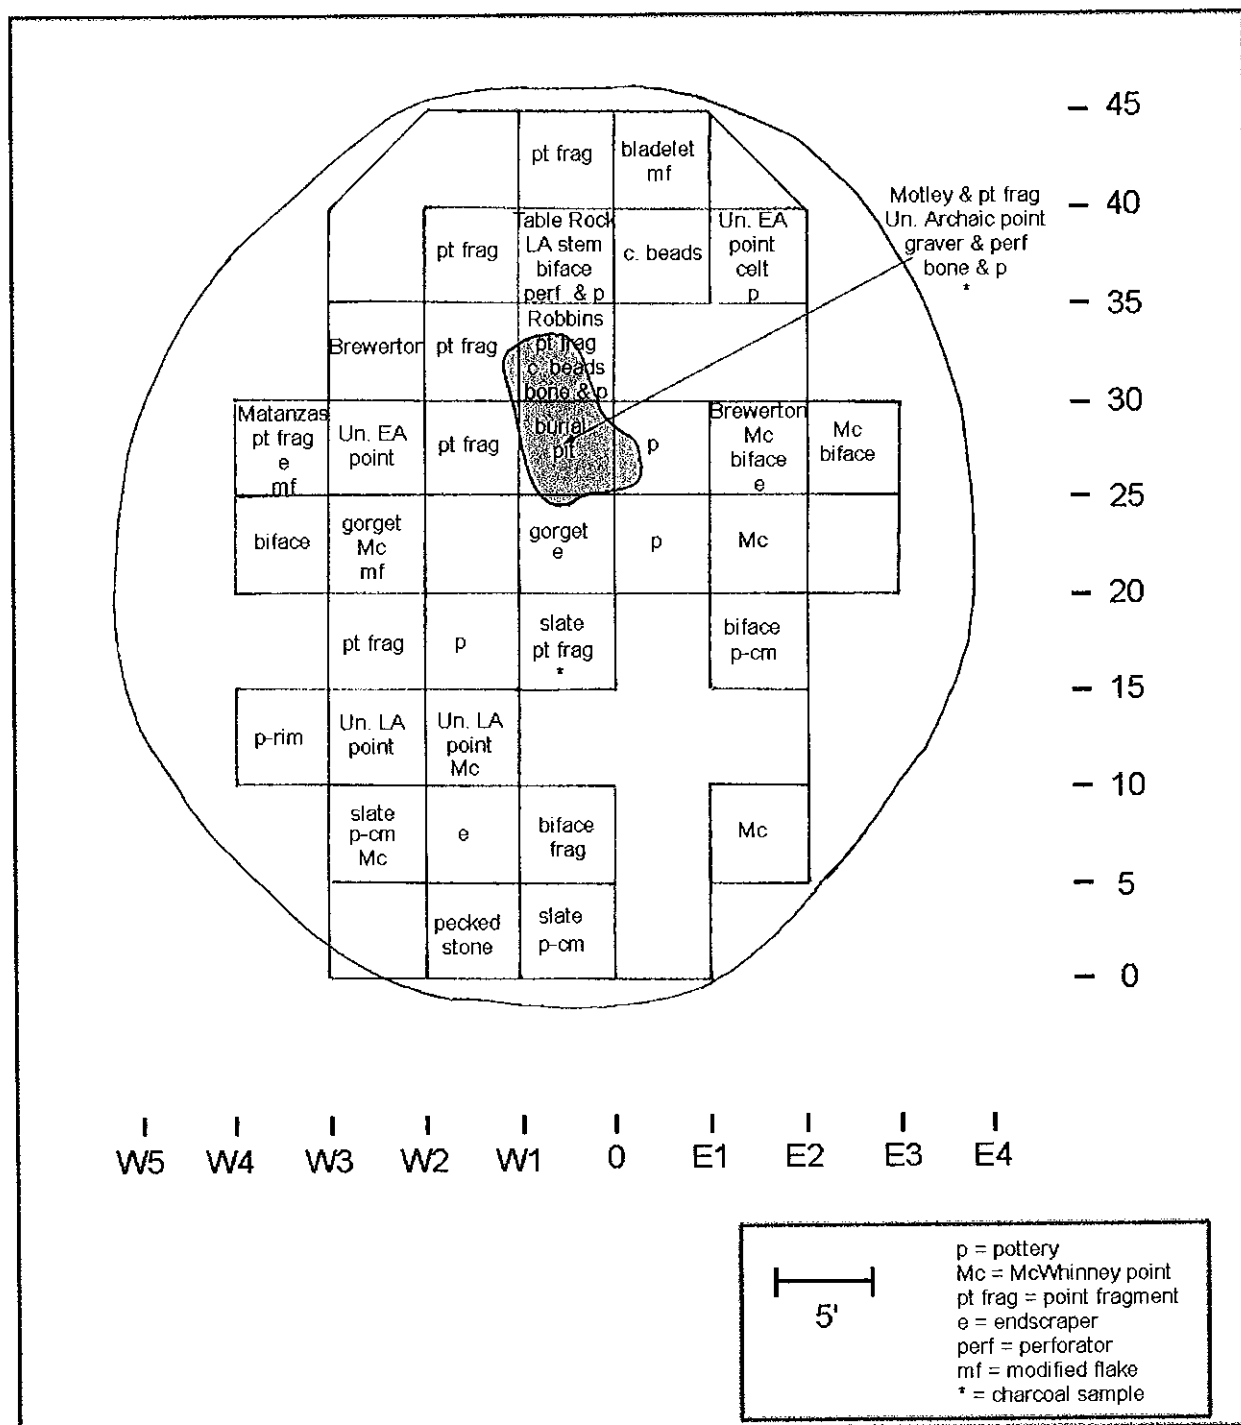 45
pt frag
bladelet
mf
40
Motley & pt frag
Un. Archaic point
graver & perf
bone & p
*
pt frag
Table Rock
LA stem
biface
perf & p
c. beads
Un. EA
point
celt
p
35
Brewerton
pt frag
Robbins
pt frag
c. beads
bone & p
30
Matanzas
pt frag
e
mf
Un. EA
point
pt frag
burial
pit
p
Brewerton
Mc
biface
e
Mc
biface
25
biface
gorget
Mc
mf
gorget
e
p
Mc
20
pt frag
p
slate
pt frag
*
biface
p-cm
15
p-rim
Un. LA
point
Un. LA
point
Mc
10
slate
p-cm
Mc
e
biface
frag
Mc
5
pecked
stone
slate
p-cm
0
W5 W4 W3 W2 W1 0 E1 E2 E3 E4
5'
p = pottery
Mc = McWhinney point
pt frag = point fragment
e = endscraper
perf = perforator
mf = modified flake
* = charcoal sample